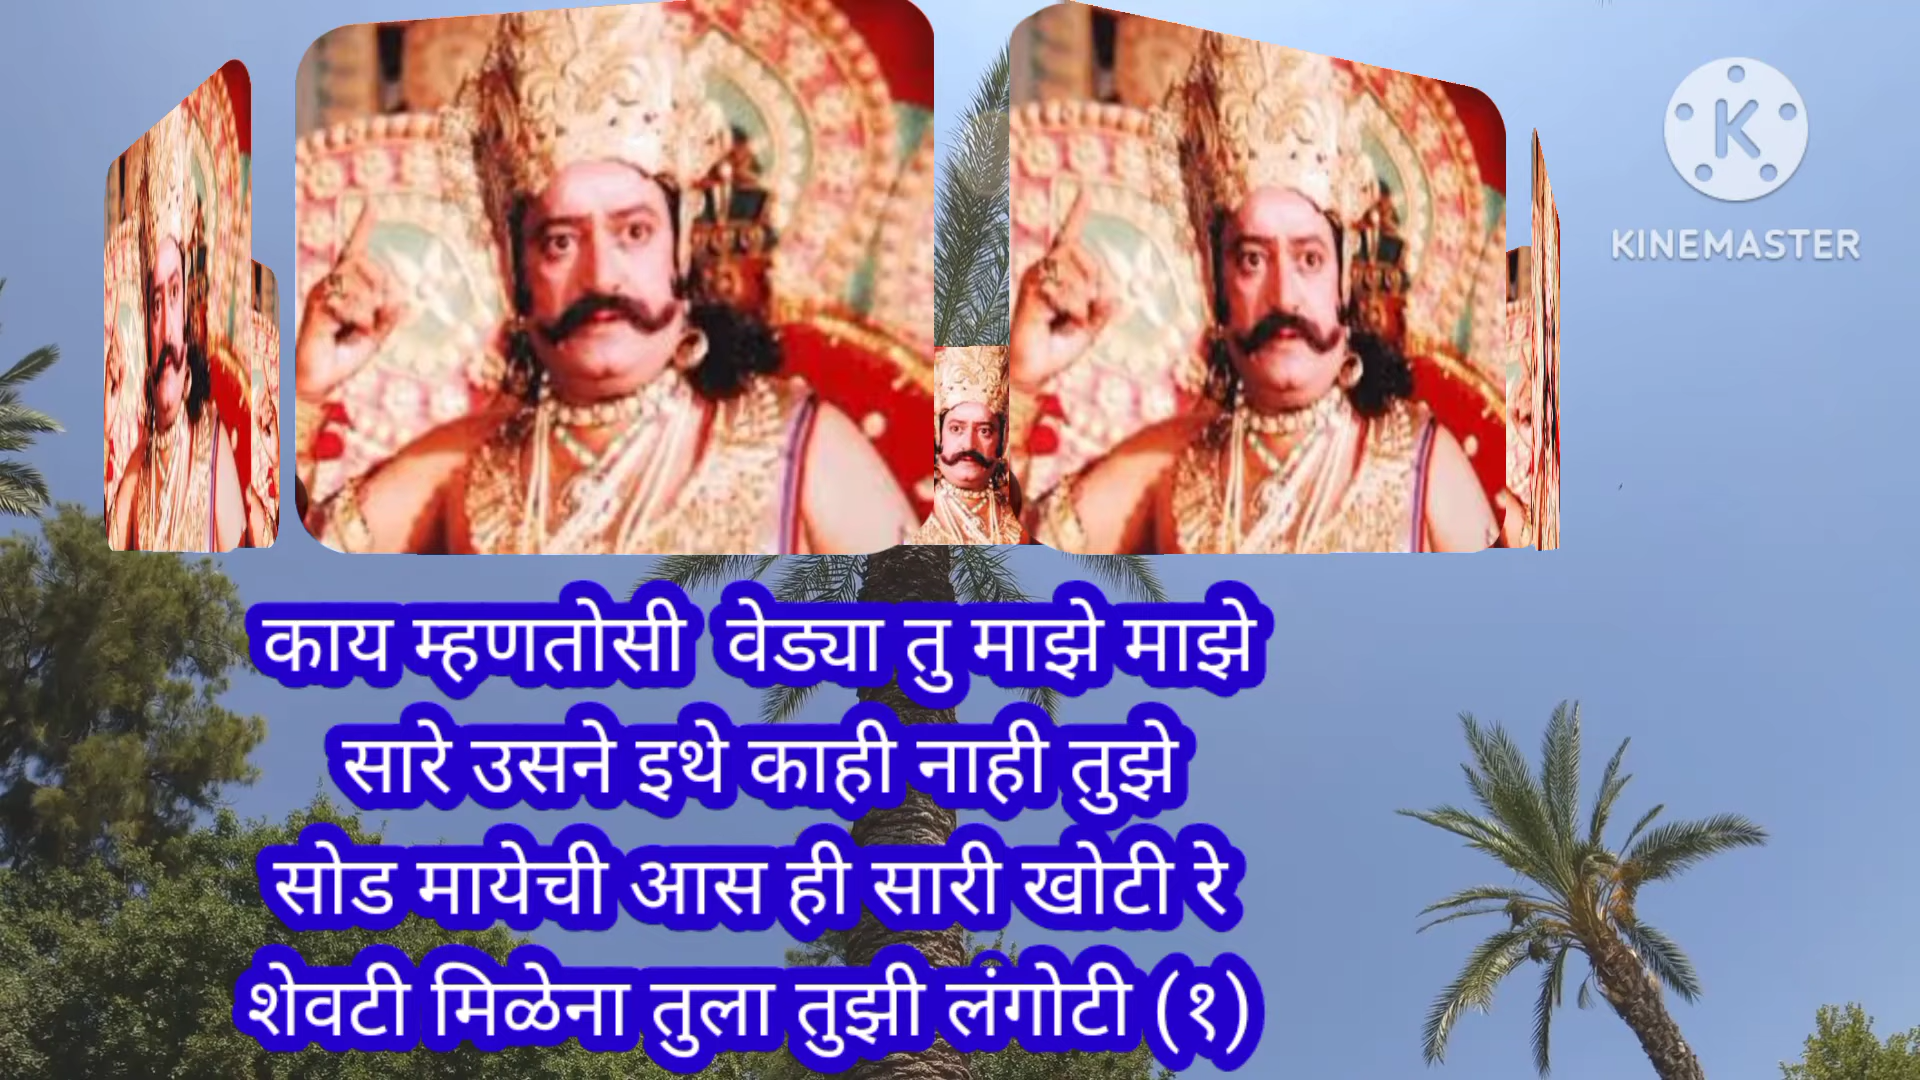 KINEMASTER
काय म्हणतोसी वेड्या तु माझे माझे
सारे उसने इथे काही नाही तुझे
सोड मायेची आस ही सारी खोटी रे
शेवटी मिळेना तुला तुझी लंगोटी (१)